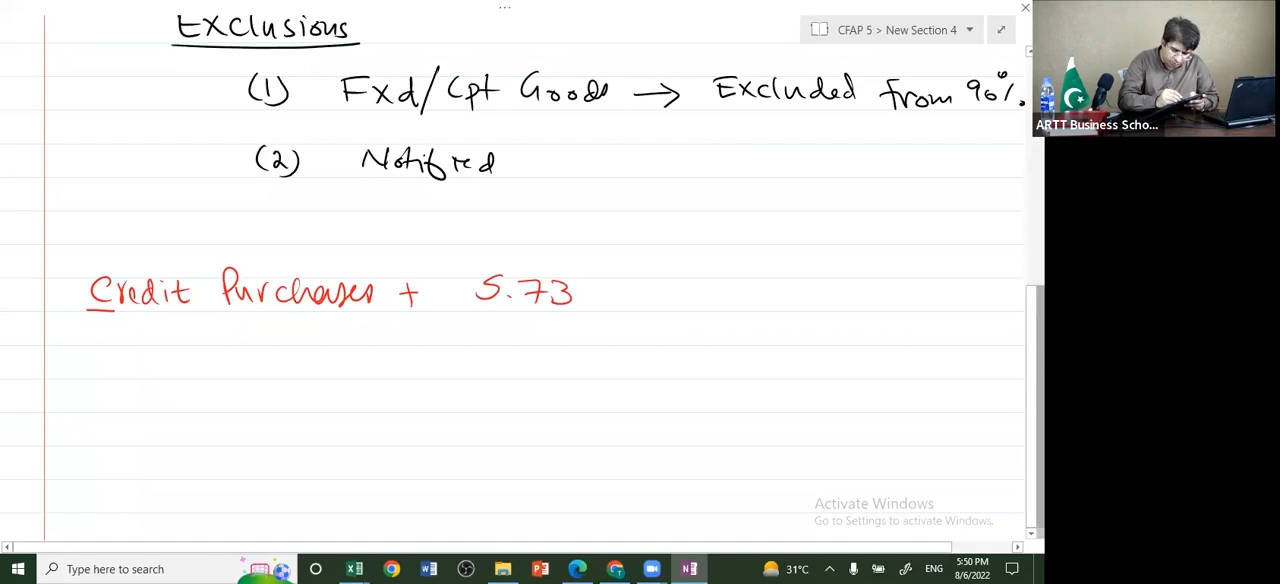 Exclusions
CFAP 5 > New Section 4
(1) Fxd/Cpt Goods → Excluded from 90%.
ARTT Business Scho...
(2) Notified
Credit Purchases + S.73
Activate Windows
Go to Settings to activate Windows.
Type here to search
31°C
ENG
5:50 PM
8/6/2022